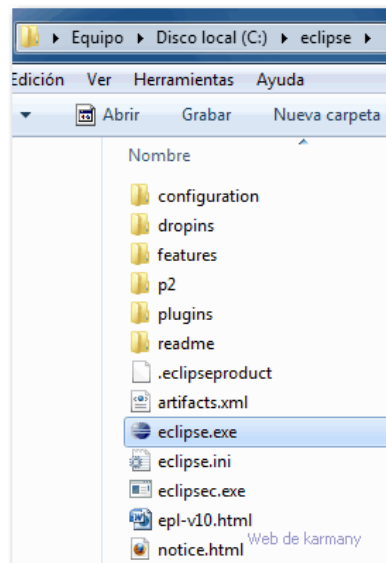 Equipo ▸ Disco local (C:) ▸ eclipse ▸
Edición Ver Herramientas Ayuda
Abrir Grabar Nueva carpeta
Nombre
configuration
dropins
features
p2
plugins
readme
.eclipseproduct
artifacts.xml
eclipse.exe
eclipse.ini
eclipsec.exe
epl-v10.html
notice.html
Web de karmany